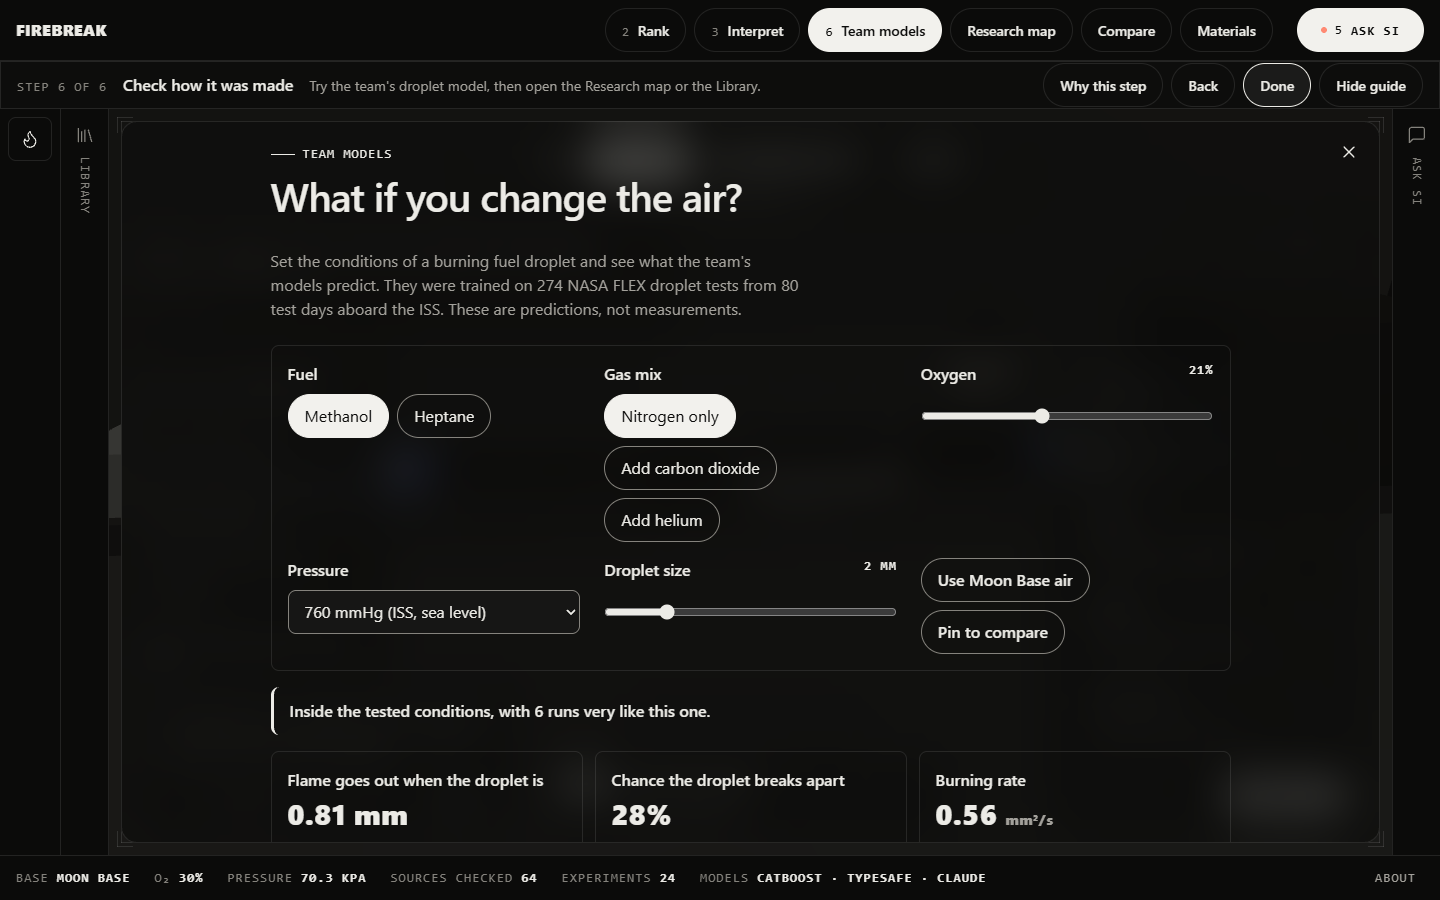 FIREBREAK
2 Rank
3 Interpret
6 Team models
Research map
Compare
Materials
5 ASK SI
STEP 6 OF 6
Check how it was made
Try the team's droplet model, then open the Research map or the Library.
Why this step
Back
Done
Hide guide
LIBRARY
ASK SI
TEAM MODELS
What if you change the air?
Set the conditions of a burning fuel droplet and see what the team's
models predict. They were trained on 274 NASA FLEX droplet tests from 80
test days aboard the ISS. These are predictions, not measurements.
Fuel
Methanol
Heptane
Gas mix
Nitrogen only
Add carbon dioxide
Add helium
Oxygen
21%
Pressure
760 mmHg (ISS, sea level)
Droplet size
2 MM
Use Moon Base air
Pin to compare
Inside the tested conditions, with 6 runs very like this one.
Flame goes out when the droplet is
0.81 mm
Chance the droplet breaks apart
28%
Burning rate
0.56 mm²/s
BASE MOON BASE
O₂ 30%
PRESSURE 70.3 KPA
SOURCES CHECKED 64
EXPERIMENTS 24
MODELS CATBOOST · TYPESAFE · CLAUDE
ABOUT